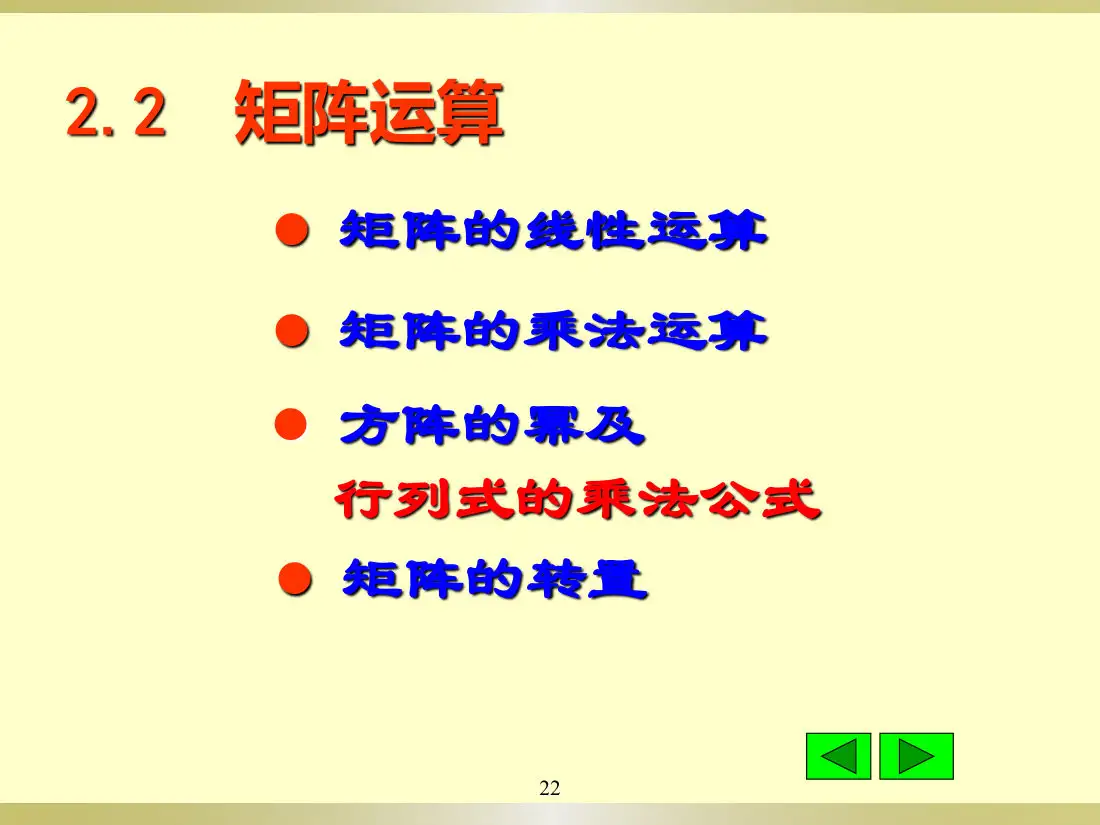 2.2 矩阵运算
● 矩阵的线性运算
● 矩阵的乘法运算
● 方阵的幂及
行列式的乘法公式
● 矩阵的转置
22